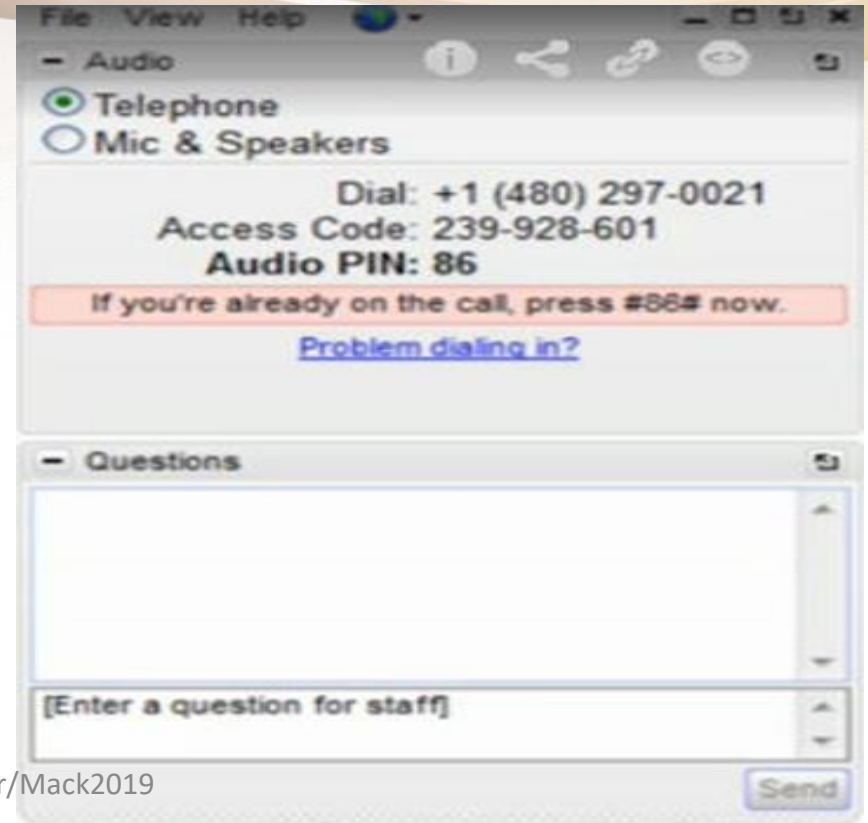 File View Help
- Audio
Telephone
Mic & Speakers
Dial: +1 (480) 297-0021
Access Code: 239-928-601
Audio PIN: 86
If you're already on the call, press #86# now.
Problem dialing in?
- Questions
[Enter a question for staff]
r/Mack2019
Send